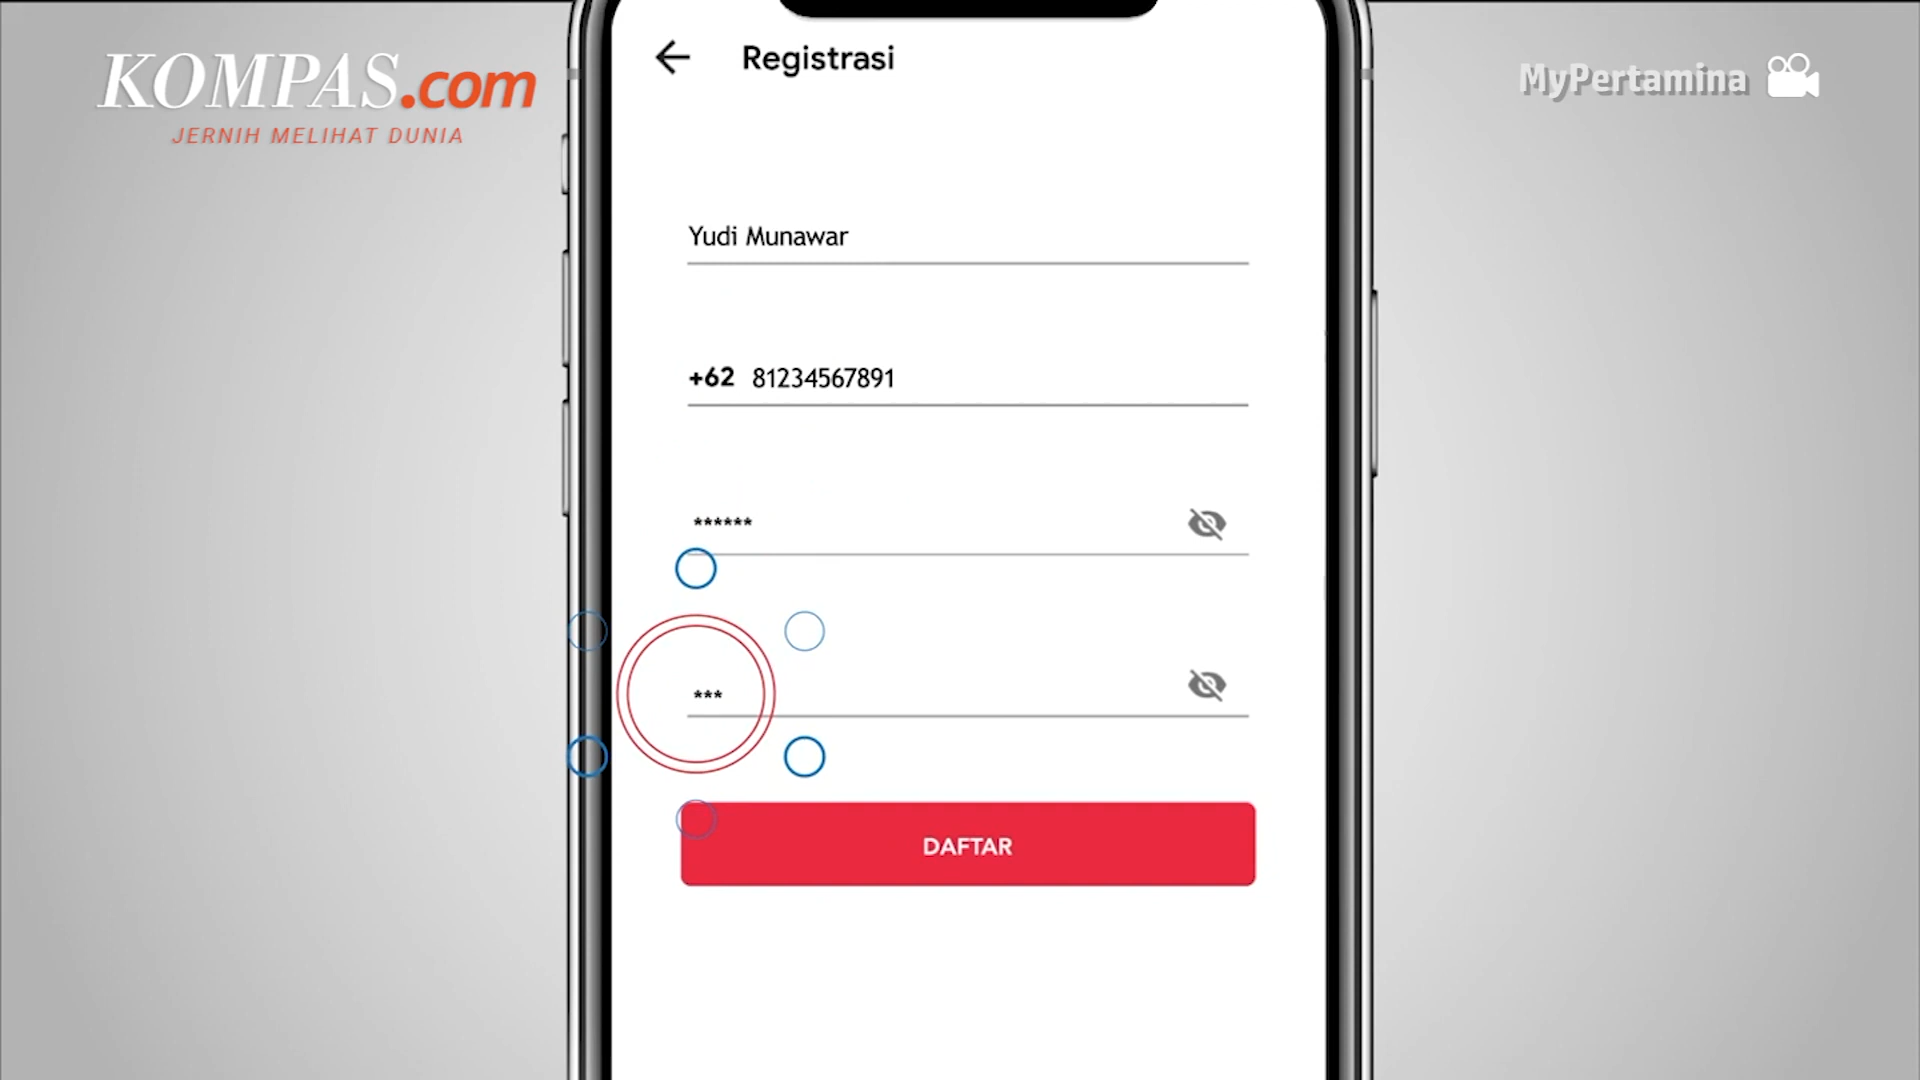 KOMPAS.com
JERNIH MELIHAT DUNIA
MyPertamina
Registrasi
Yudi Munawar
+62 81234567891
******
***
DAFTAR